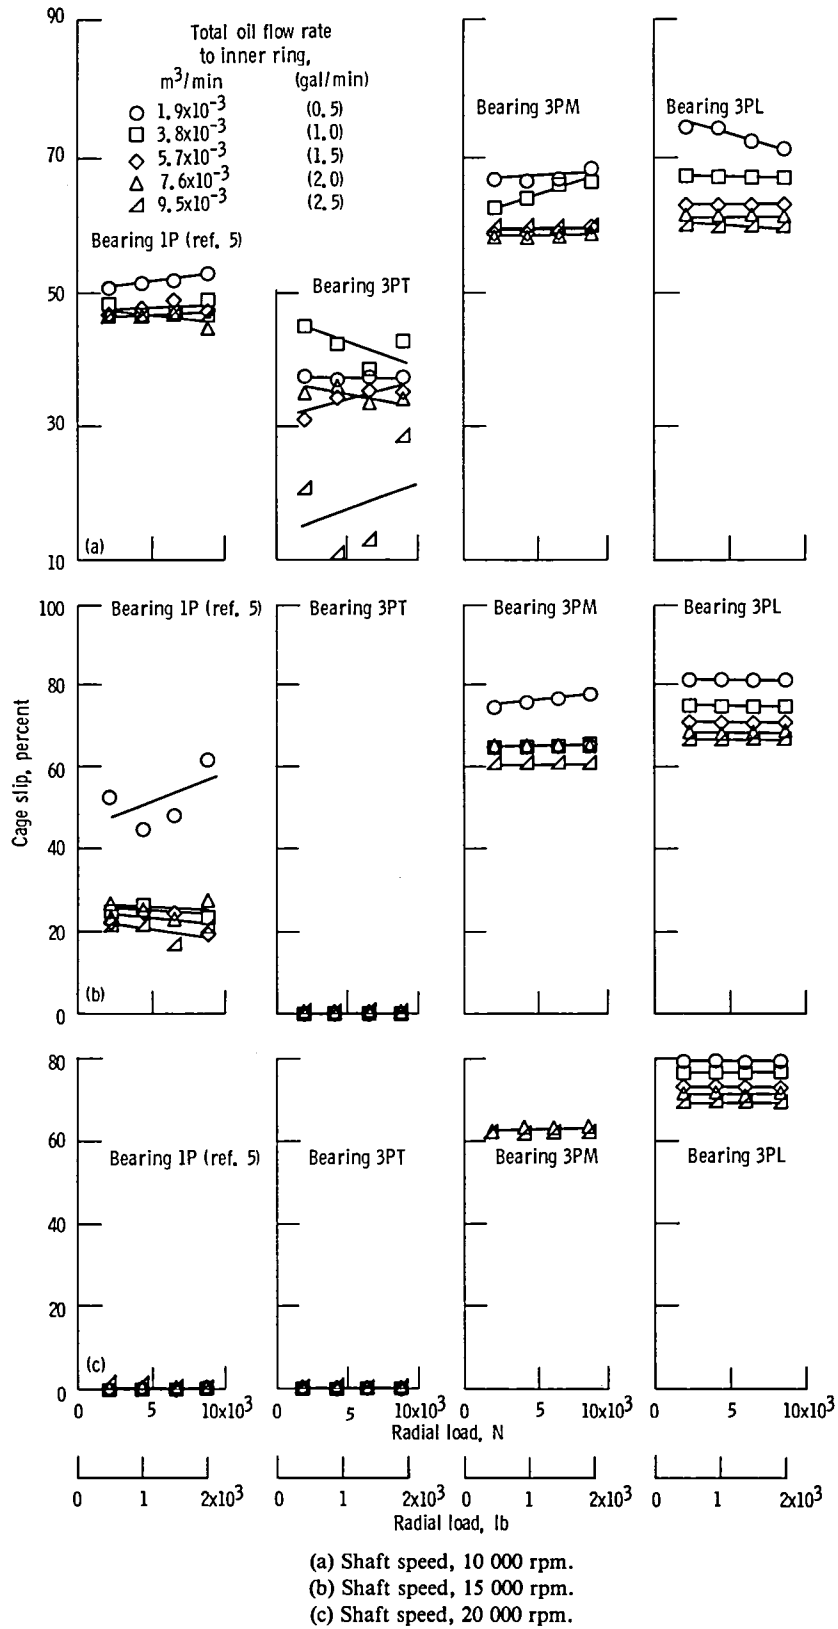 90
70
50
30
10
Total oil flow rate
to inner ring,
m³/min (gal/min)
1.9x10⁻³ (0.5)
3.8x10⁻³ (1.0)
5.7x10⁻³ (1.5)
7.6x10⁻³ (2.0)
9.5x10⁻³ (2.5)
Bearing 1P (ref. 5)
Bearing 3PT
Bearing 3PM
Bearing 3PL
(a)
Cage slip, percent
100
80
60
40
20
0
Bearing 1P (ref. 5)
Bearing 3PT
Bearing 3PM
Bearing 3PL
(b)
80
60
40
20
0
Bearing 1P (ref. 5)
Bearing 3PT
Bearing 3PM
Bearing 3PL
(c)
0 5 10x10³ 0 5 10x10³ 0 5 10x10³ 0 5 10x10³
Radial load, N
0 1 2x10³ 0 1 2x10³ 0 1 2x10³ 0 1 2x10³
Radial load, lb
(a) Shaft speed, 10 000 rpm.
(b) Shaft speed, 15 000 rpm.
(c) Shaft speed, 20 000 rpm.